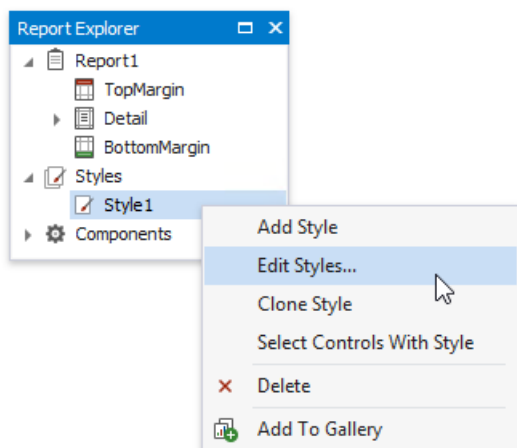 Report Explorer
Report1
TopMargin
Detail
BottomMargin
Styles
Style1
Components
Add Style
Edit Styles...
Clone Style
Select Controls With Style
Delete
Add To Gallery